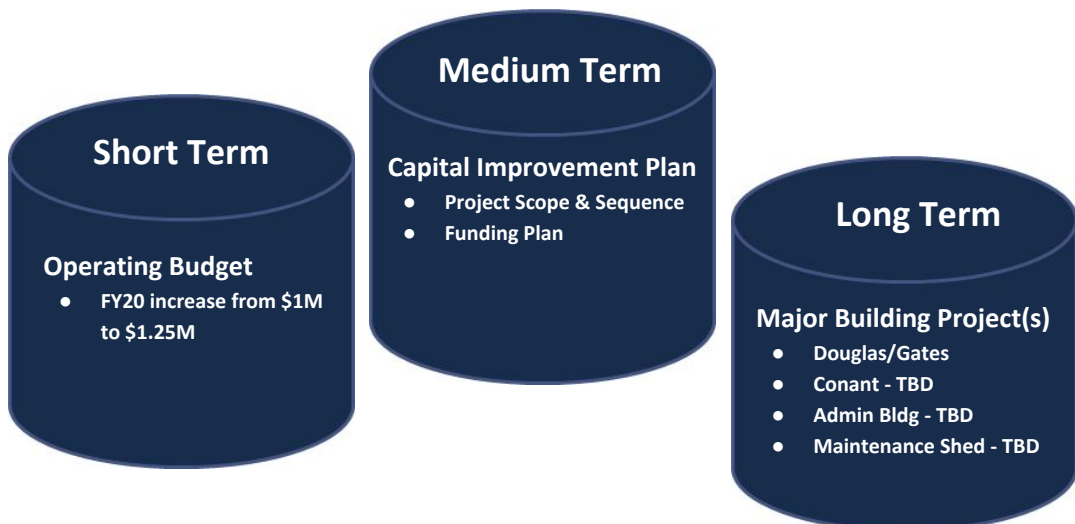 Short Term
Operating Budget
● FY20 increase from $1M
to $1.25M
Medium Term
Capital Improvement Plan
● Project Scope & Sequence
● Funding Plan
Long Term
Major Building Project(s)
● Douglas/Gates
● Conant - TBD
● Admin Bldg - TBD
● Maintenance Shed - TBD